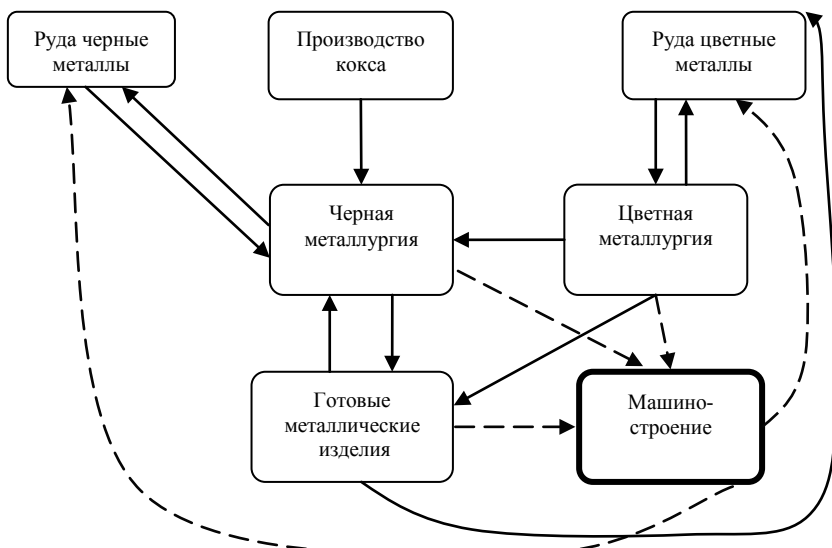 Руда черные
металлы
Производство
кокса
Руда цветные
металлы
Черная
металлургия
Цветная
металлургия
Готовые
металлические
изделия
Машино-
строение